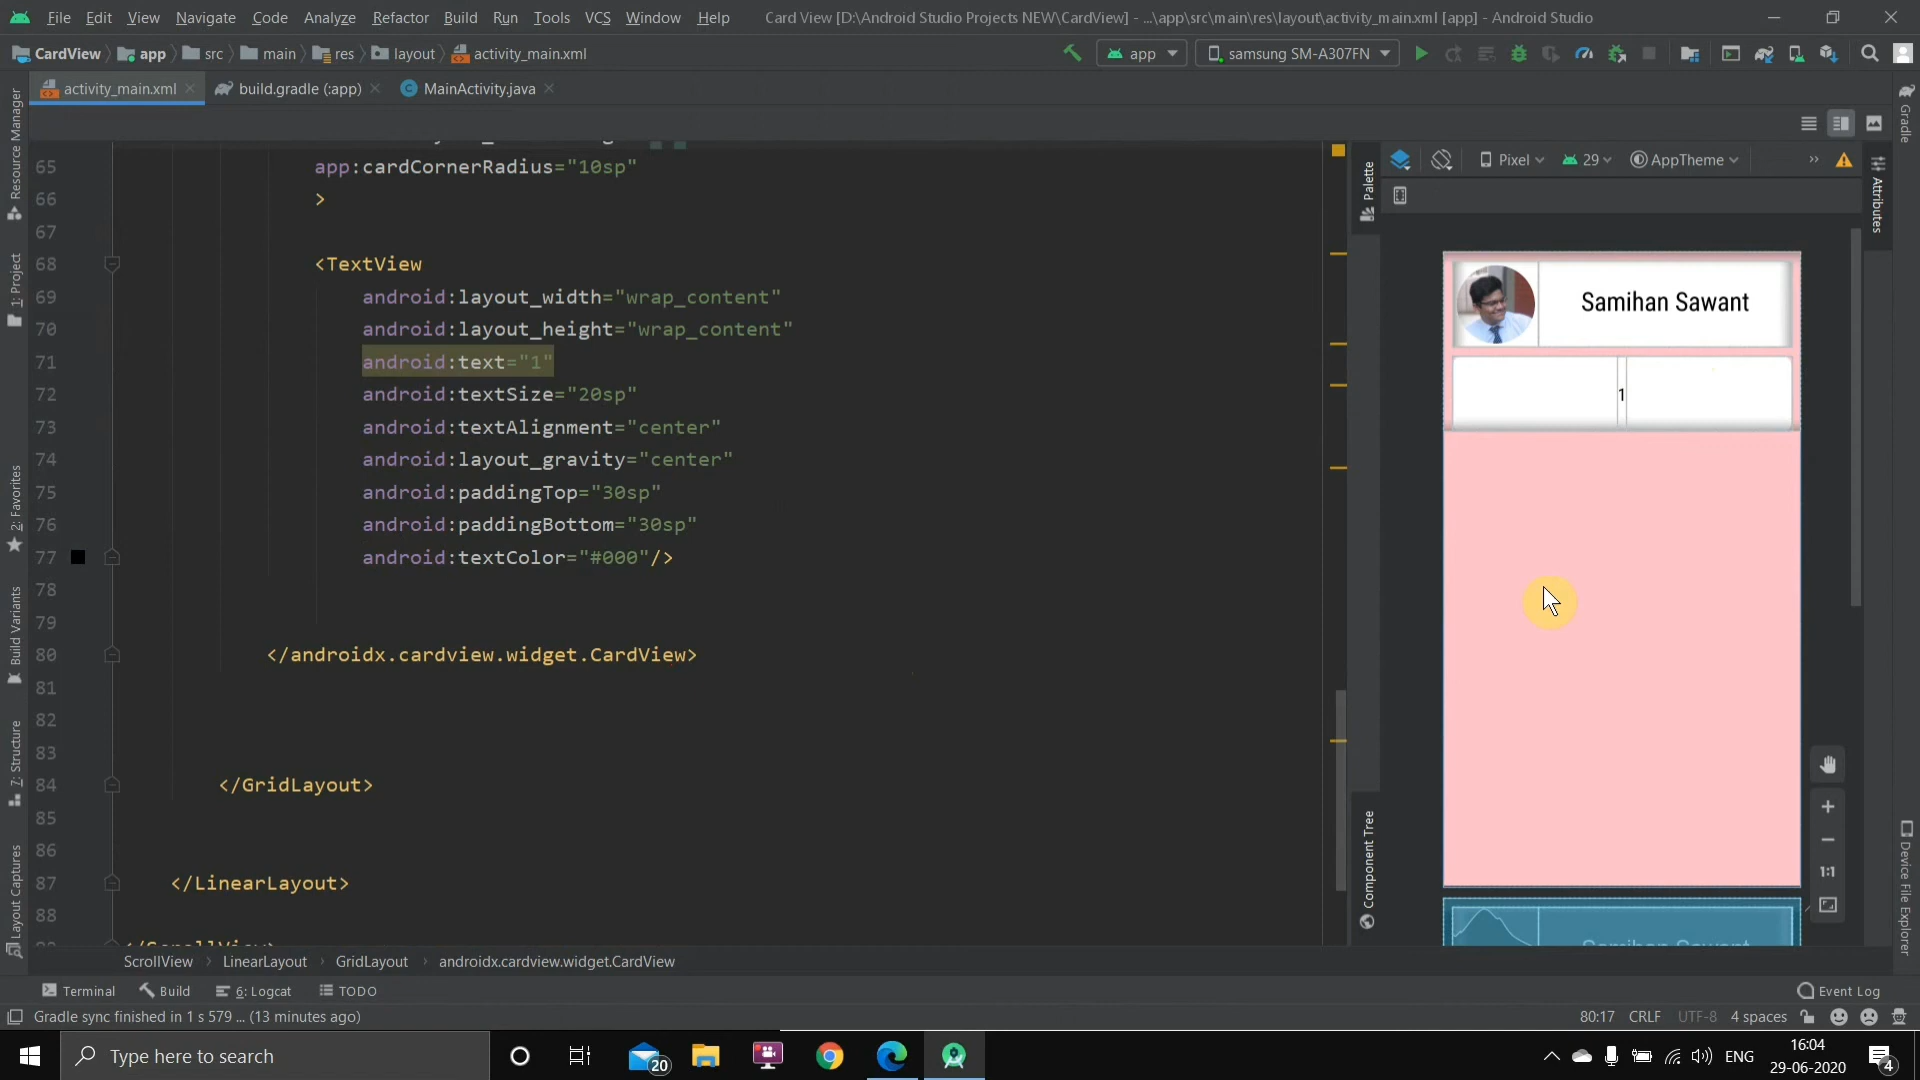 File Edit View Navigate Code Analyze Refactor Build Run Tools VCS Window Help Card View [D:\Android Studio Projects NEW\CardView] - ...\app\src\main\res\layout\activity_main.xml [app] - Android Studio
CardView app src main res layout activity_main.xml app samsung SM-A307FN
activity_main.xml build.gradle (:app) MainActivity.java
Resource Manager
1: Project
2: Favorites
Build Variants
7: Structure
Layout Captures
65 app:cardCornerRadius="10sp"
66 >
67
68 <TextView
69 android:layout_width="wrap_content"
70 android:layout_height="wrap_content"
71 android:text="1"
72 android:textSize="20sp"
73 android:textAlignment="center"
74 android:layout_gravity="center"
75 android:paddingTop="30sp"
76 android:paddingBottom="30sp"
77 android:textColor="#000"/>
78
79
80 </androidx.cardview.widget.CardView>
81
82
83
84 </GridLayout>
85
86
87 </LinearLayout>
88
Palette
Component Tree
Pixel 29 AppTheme »
Samihan Sawant
1
1:1
Gradle
Attributes
Device File Explorer
ScrollView LinearLayout GridLayout androidx.cardview.widget.CardView
Terminal Build 6: Logcat TODO Event Log
Gradle sync finished in 1 s 579 ... (13 minutes ago) 80:17 CRLF UTF-8 4 spaces
Type here to search 20 ENG 16:04
29-06-2020 4